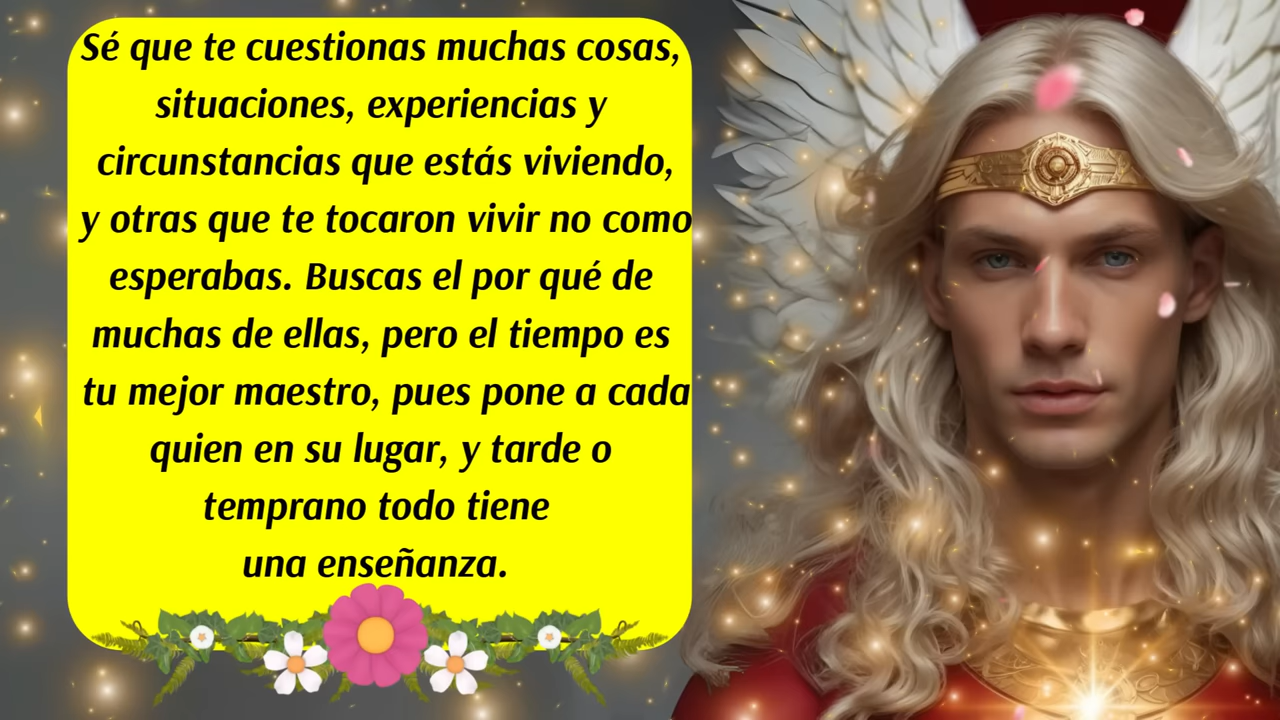 Sé que te cuestionas muchas cosas,
situaciones, experiencias y
circunstancias que estás viviendo,
y otras que te tocaron vivir no como
esperabas. Buscas el por qué de
muchas de ellas, pero el tiempo es
tu mejor maestro, pues pone a cada
quien en su lugar, y tarde o
temprano todo tiene
una enseñanza.